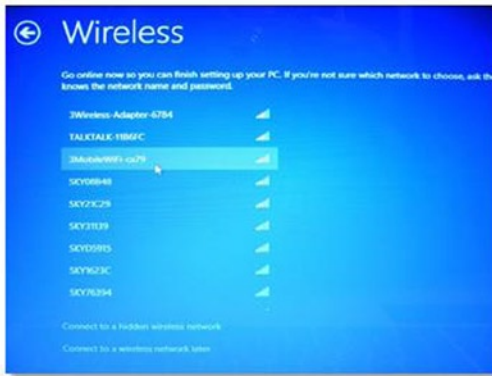 Wireless
Go online now so you can finish setting up your PC. If you're not sure which network to choose, ask the
knows the network name and password.
3Wireless-Adapter-6784
TALKTALK-11B6FC
3MobileWiFi-ca79
SKY08B48
SKY21C29
SKY31139
SKYD5915
SKY1623C
SKY76394
Connect to a hidden wireless network
Connect to a wireless network later